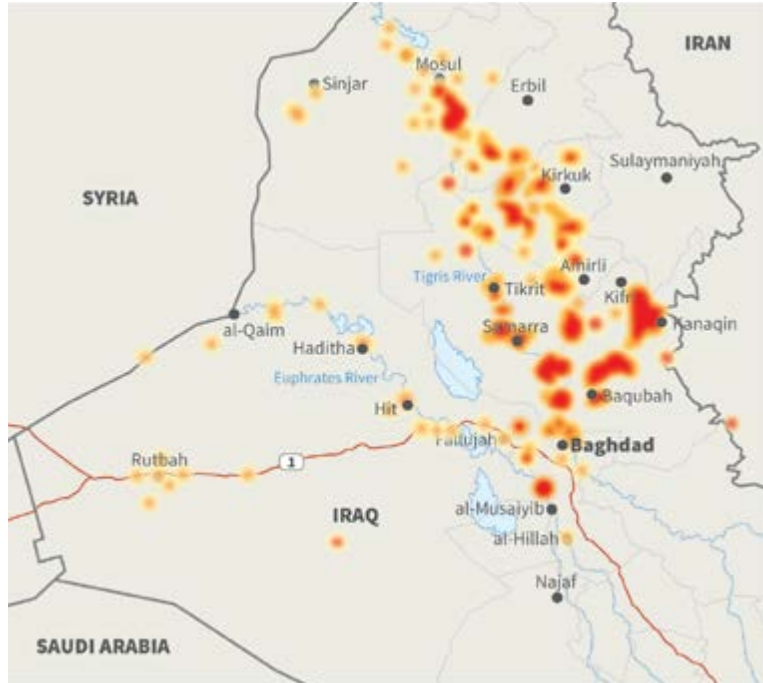 IRAN
Mosul
Sinjar
Erbil
Sulaymaniyah
Kirkuk
SYRIA
Tigris River
Amirli
Tikrit
Kifri
al-Qaim
Samarra
Kanaqin
Haditha
Euphrates River
Baqubah
Hit
Fallujah
Baghdad
Rutbah
1
al-Musaiyib
IRAQ
al-Hillah
Najaf
SAUDI ARABIA